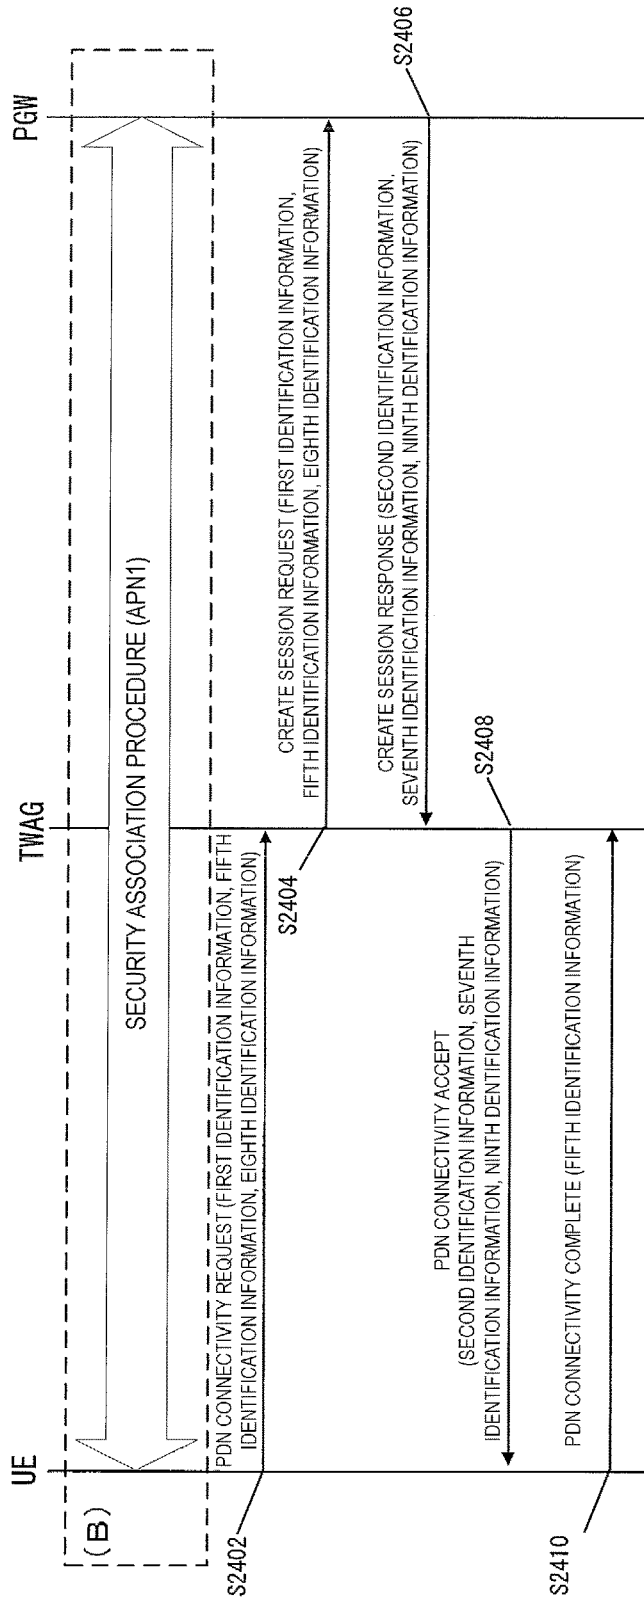 UE
TWAG
PGW
(B)
SECURITY ASSOCIATION PROCEDURE (APN1)
PDN CONNECTIVITY REQUEST (FIRST IDENTIFICATION INFORMATION, FIFTH
IDENTIFICATION INFORMATION, EIGHTH IDENTIFICATION INFORMATION)
S2402
CREATE SESSION REQUEST (FIRST IDENTIFICATION INFORMATION,
FIFTH IDENTIFICATION INFORMATION, EIGHTH IDENTIFICATION INFORMATION)
S2404
CREATE SESSION RESPONSE (SECOND IDENTIFICATION INFORMATION,
SEVENTH IDENTIFICATION INFORMATION, NINTH IDENTIFICATION INFORMATION)
S2406
PDN CONNECTIVITY ACCEPT
(SECOND IDENTIFICATION INFORMATION, SEVENTH
IDENTIFICATION INFORMATION, NINTH IDENTIFICATION INFORMATION)
S2408
PDN CONNECTIVITY COMPLETE (FIFTH IDENTIFICATION INFORMATION)
S2410